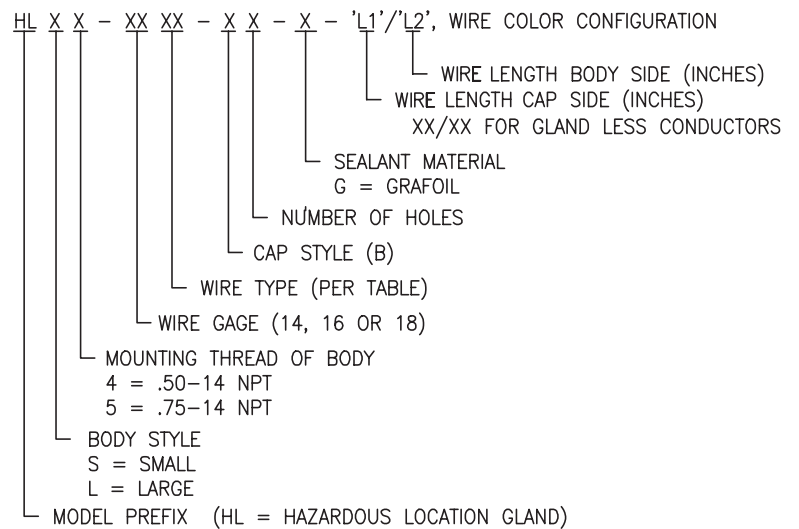 HL X X - XX XX - X X - X - 'L1'/'L2', WIRE COLOR CONFIGURATION
WIRE LENGTH BODY SIDE (INCHES)
WIRE LENGTH CAP SIDE (INCHES)
XX/XX FOR GLAND LESS CONDUCTORS
SEALANT MATERIAL
G = GRAFOIL
NUMBER OF HOLES
CAP STYLE (B)
WIRE TYPE (PER TABLE)
WIRE GAGE (14, 16 OR 18)
MOUNTING THREAD OF BODY
4 = .50-14 NPT
5 = .75-14 NPT
BODY STYLE
S = SMALL
L = LARGE
MODEL PREFIX (HL = HAZARDOUS LOCATION GLAND)